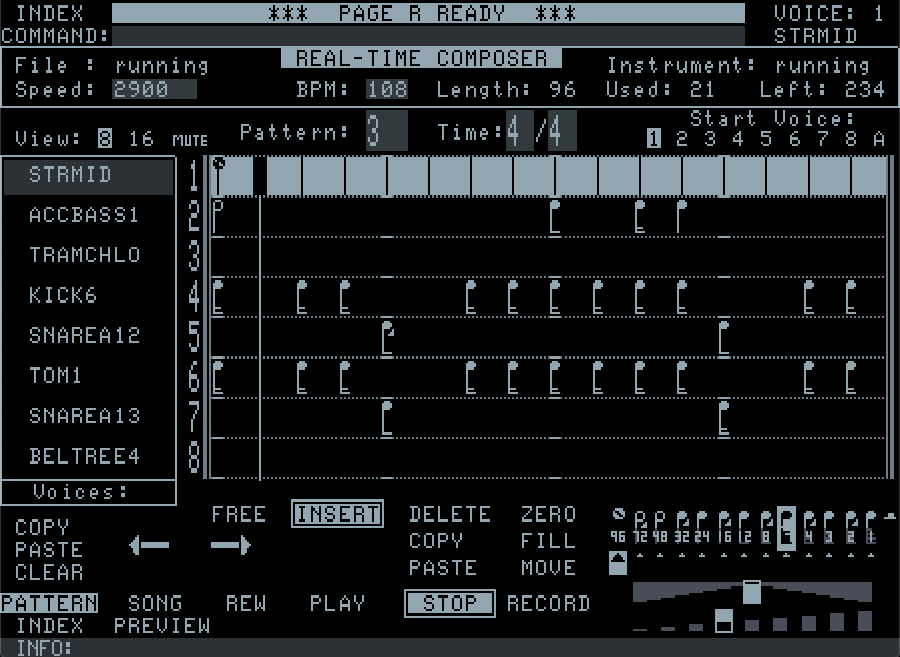 INDEX *** PAGE R READY *** VOICE: 1
COMMAND: STRMID
File : running REAL-TIME COMPOSER Instrument: running
Speed: 2900 BPM: 108 Length: 96 Used: 21 Left: 234
View: 8 16 MUTE Pattern: 3 Time: 4 /4 Start Voice:
1 2 3 4 5 6 7 8 A
STRMID 1
ACCBASS1 2
TRAMCHLO 3
KICK6 4
SNAREA12 5
TOM1 6
SNAREA13 7
BELTREE4 8
Voices:
FREE INSERT DELETE ZERO
COPY COPY FILL
PASTE PASTE MOVE
CLEAR
96 72 48 32 24 16 12 8 4 3 2 1
PATTERN SONG REW PLAY STOP RECORD
INDEX PREVIEW
INFO: